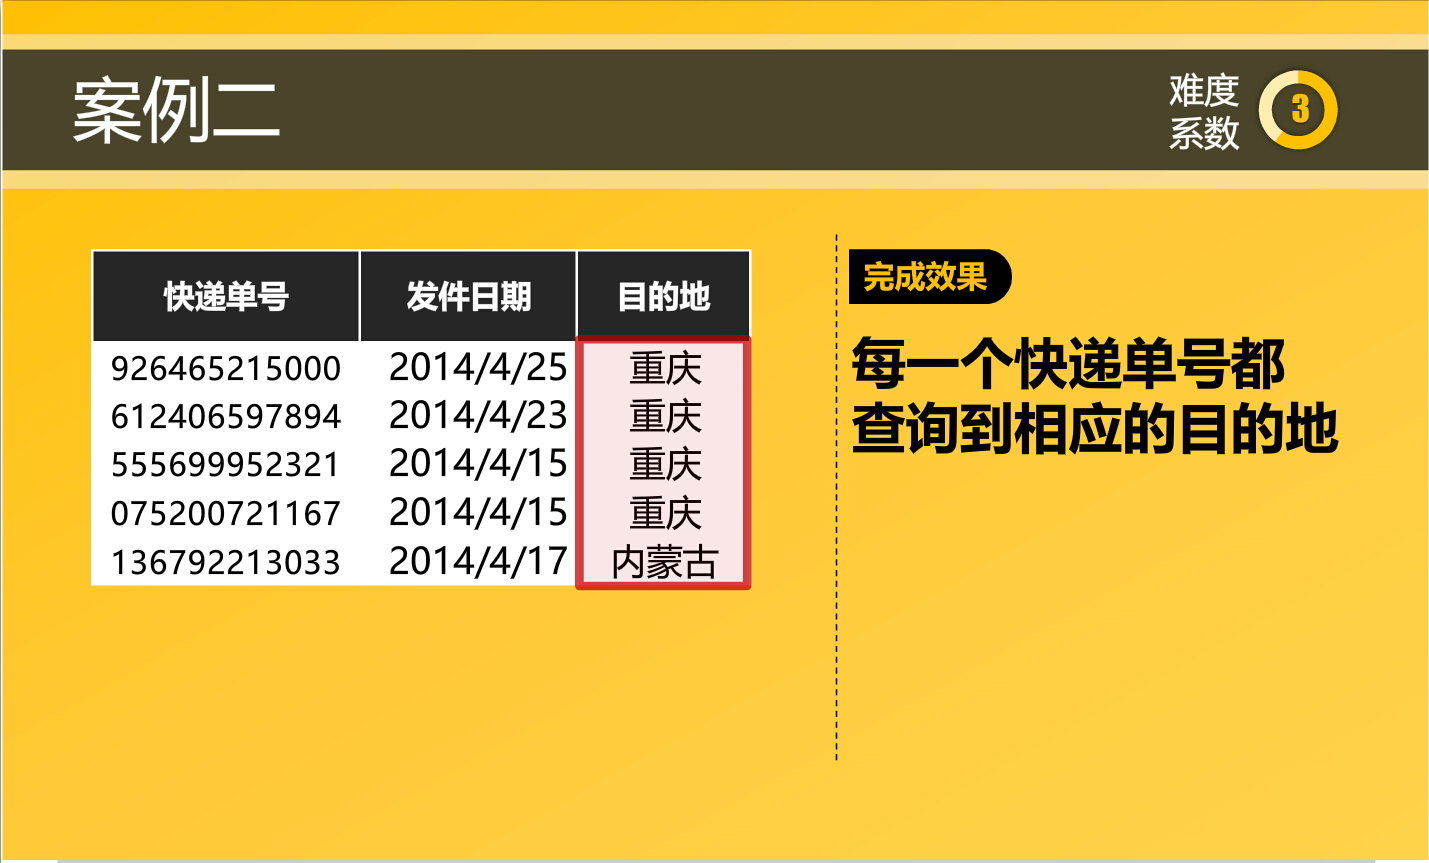 案例二
难度
系数
3
快递单号 发件日期 目的地
926465215000 2014/4/25 重庆
612406597894 2014/4/23 重庆
555699952321 2014/4/15 重庆
075200721167 2014/4/15 重庆
136792213033 2014/4/17 内蒙古
完成效果
每一个快递单号都
查询到相应的目的地